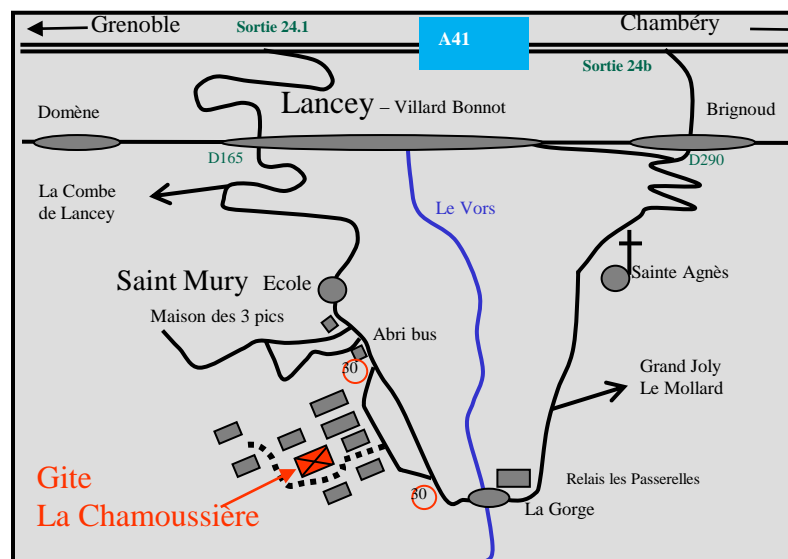 Grenoble
Sortie 24.1
A41
Chambéry
Sortie 24b
Domène
Lancey – Villard Bonnot
Brignoud
D165
D290
La Combe
de Lancey
Le Vors
Saint Mury
Ecole
Sainte Agnès
Maison des 3 pics
Abri bus
30
Grand Joly
Le Mollard
Gite
La Chamoussière
30
Relais les Passerelles
La Gorge